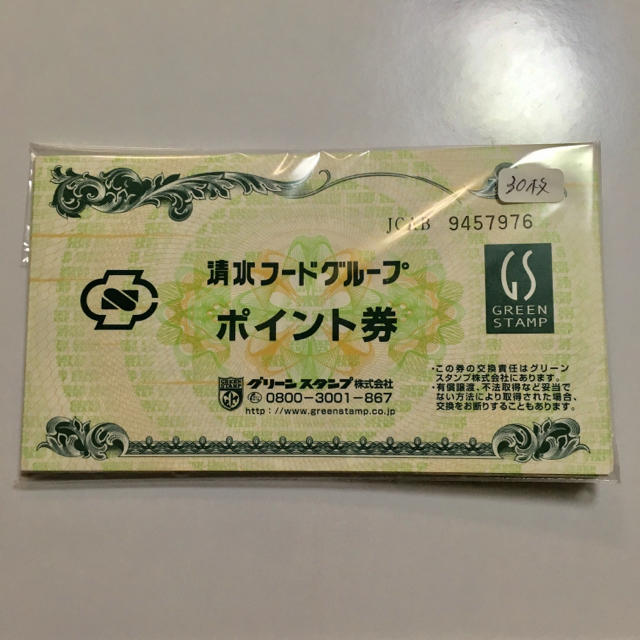 30枚
JCAB 9457976
清水フードグループ
ポイント券
GS
GREEN
STAMP
グリーンスタンプ株式会社
0800-3001-867
http://www.greenstamp.co.jp
・この券の交換責任はグリーン
スタンプ株式会社にあります。
・有償譲渡、不法取得など妥当で
ない方法により取得された場合、
交換をお断りすることもあります。